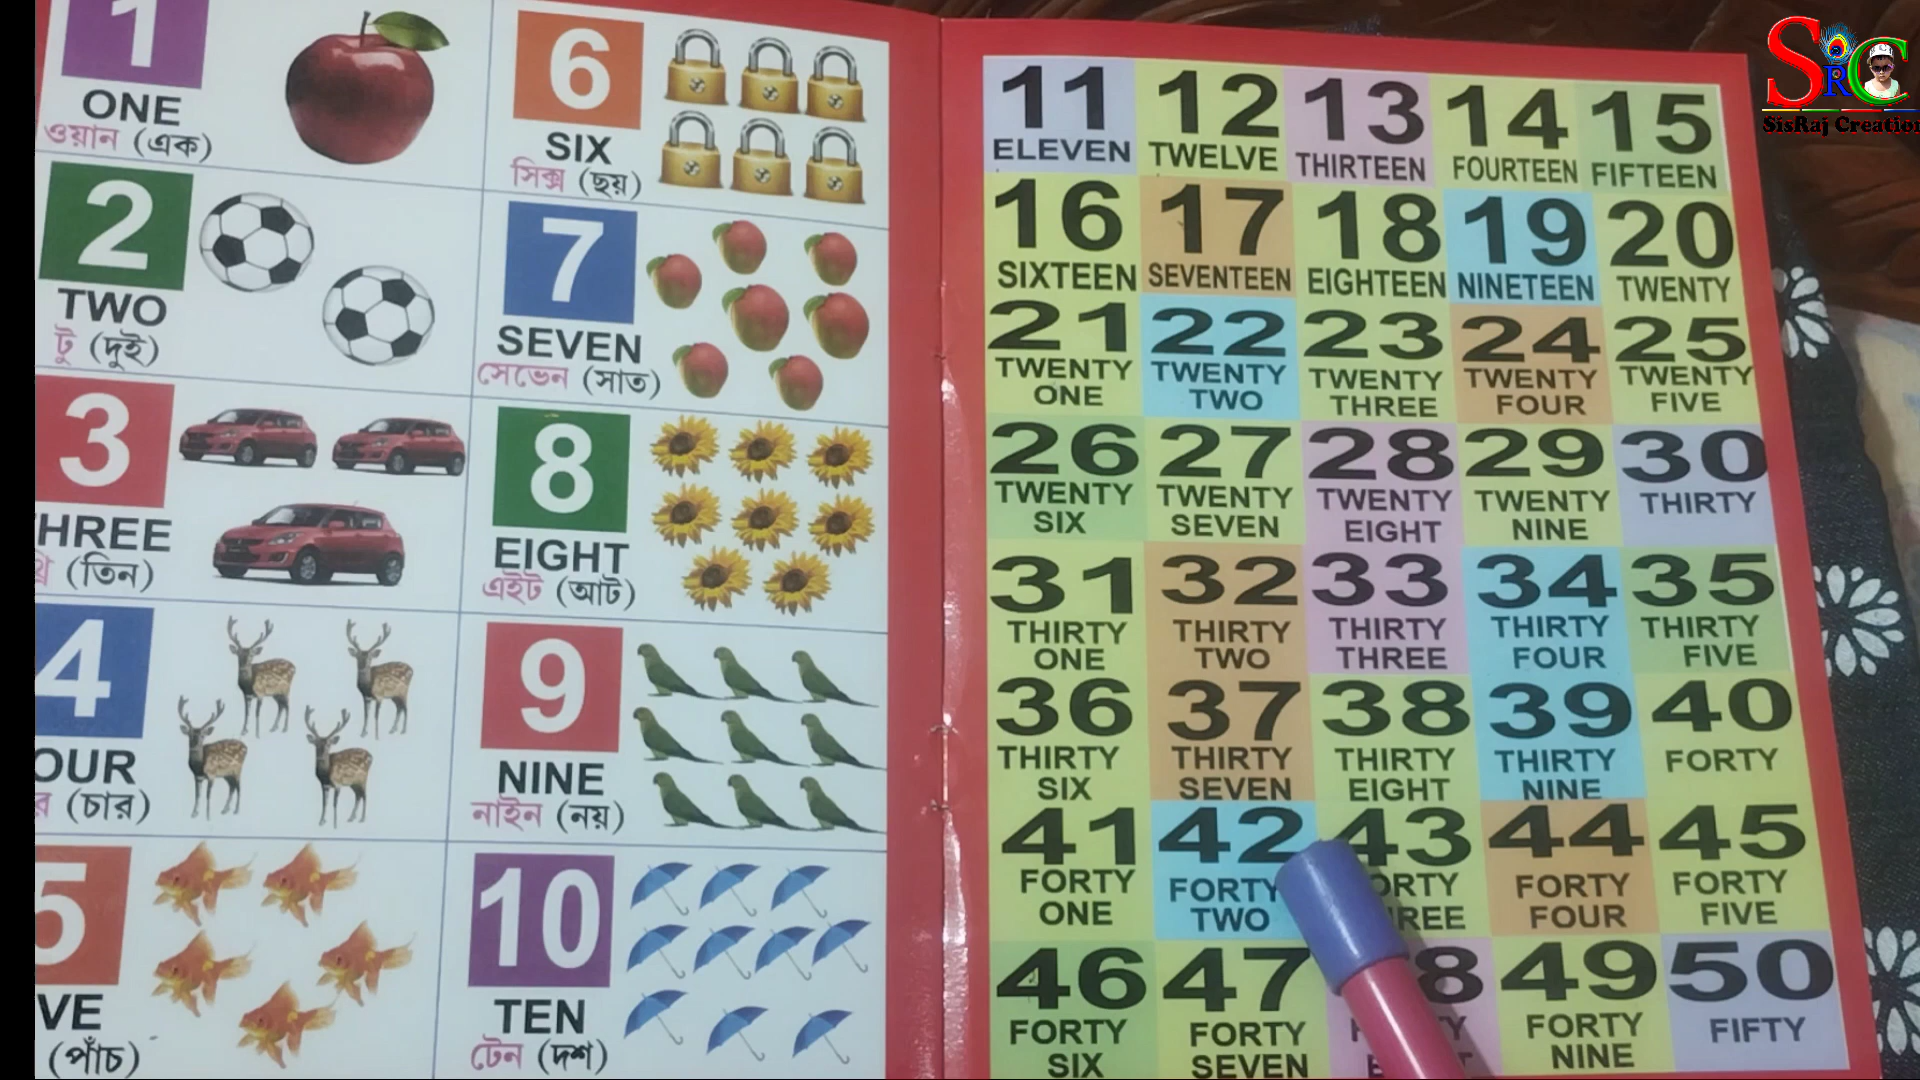 1
ONE
ওয়ান (এক)
2
TWO
টু (দুই)
3
HREE
(তিন)
4
OUR
র (চার)
5
VE
(পাঁচ)
6
SIX
সিক্স (ছয়)
7
SEVEN
সেভেন (সাত)
8
EIGHT
এইট (আট)
9
NINE
নাইন (নয়)
10
TEN
টেন (দশ)
11 12 13 14 15
ELEVEN TWELVE THIRTEEN FOURTEEN FIFTEEN
16 17 18 19 20
SIXTEEN SEVENTEEN EIGHTEEN NINETEEN TWENTY
21 22 23 24 25
TWENTY TWENTY TWENTY TWENTY TWENTY
ONE TWO THREE FOUR FIVE
26 27 28 29 30
TWENTY TWENTY TWENTY TWENTY THIRTY
SIX SEVEN EIGHT NINE
31 32 33 34 35
THIRTY THIRTY THIRTY THIRTY THIRTY
ONE TWO THREE FOUR FIVE
36 37 38 39 40
THIRTY THIRTY THIRTY THIRTY FORTY
SIX SEVEN EIGHT NINE
41 42 43 44 45
FORTY FORTY ORTY FORTY FORTY
ONE TWO REE FOUR FIVE
46 47 8 49 50
FORTY FORTY FORTY FIFTY
SIX SEVEN NINE
SRC
SisRaj Creation